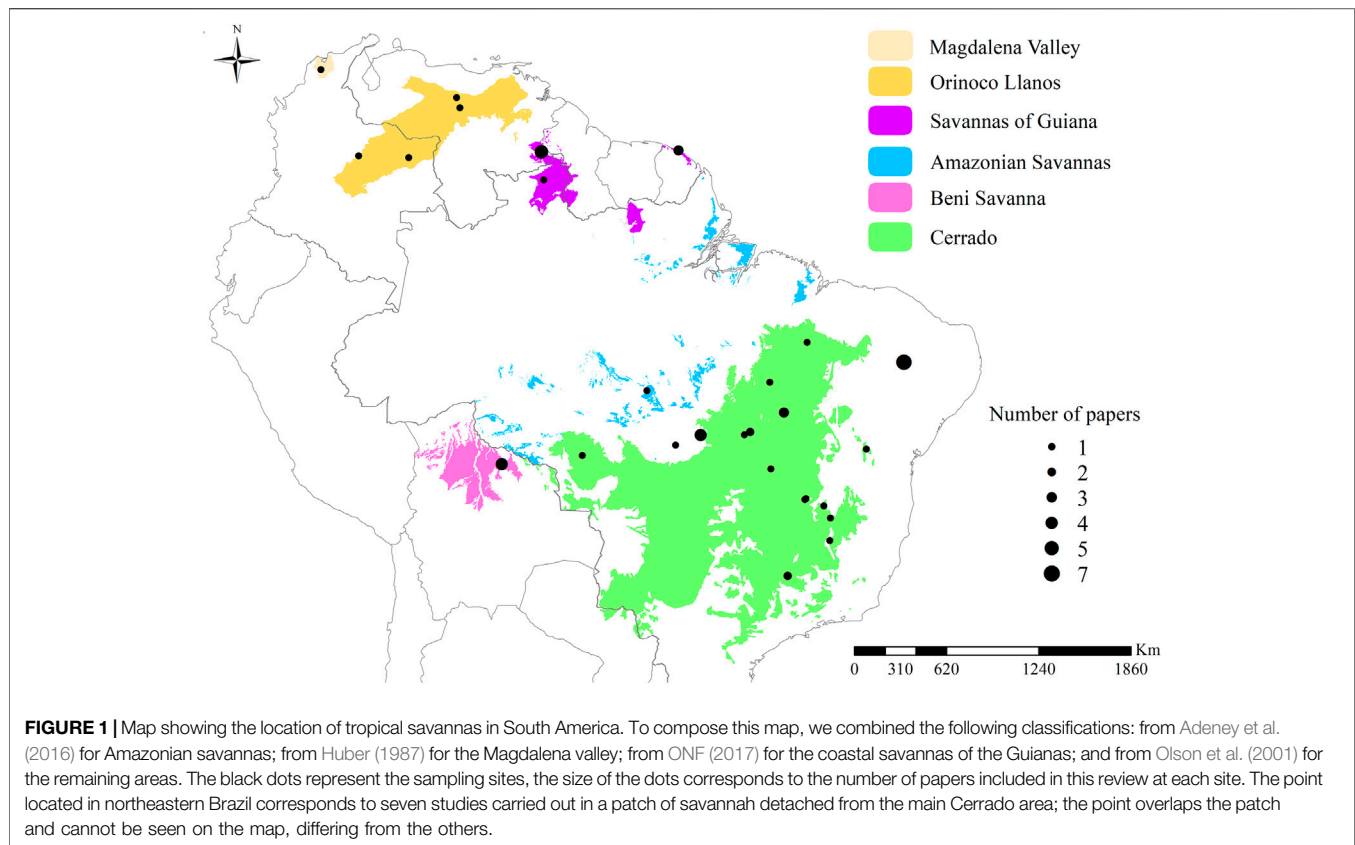 N
Magdalena Valley
Orinoco Llanos
Savannas of Guiana
Amazonian Savannas
Beni Savanna
Cerrado
Number of papers
1
2
3
4
5
7
Km
0 310 620 1240 1860
FIGURE 1 | Map showing the location of tropical savannas in South America. To compose this map, we combined the following classifications: from Adeney et al.
(2016) for Amazonian savannas; from Huber (1987) for the Magdalena valley; from ONF (2017) for the coastal savannas of the Guianas; and from Olson et al. (2001) for
the remaining areas. The black dots represent the sampling sites, the size of the dots corresponds to the number of papers included in this review at each site. The point
located in northeastern Brazil corresponds to seven studies carried out in a patch of savannah detached from the main Cerrado area; the point overlaps the patch
and cannot be seen on the map, differing from the others.